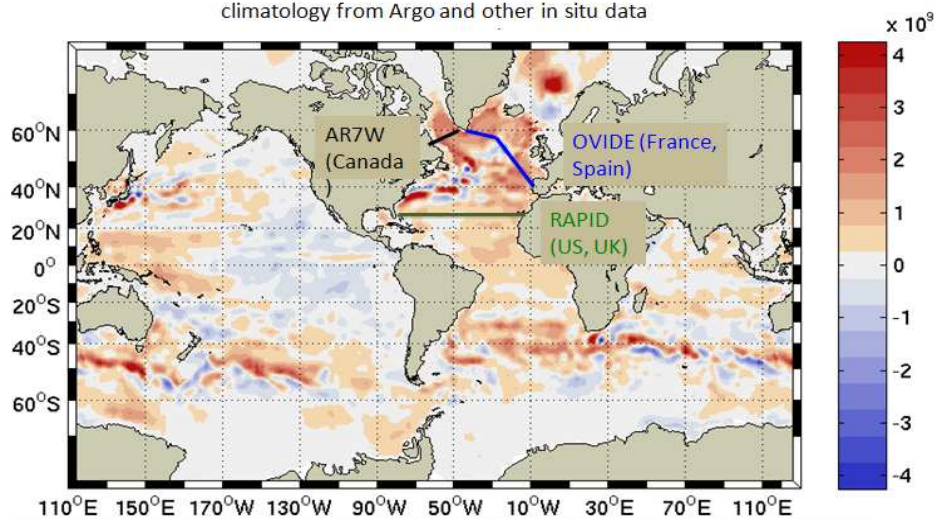 climatology from Argo and other in situ data
x 10⁹
4
3
2
1
0
-1
-2
-3
-4
60°N
40°N
20°N
0°
20°S
40°S
60°S
AR7W
(Canada
)
OVIDE (France,
Spain)
RAPID
(US, UK)
110°E 150°E 170°W 130°W 90°W 50°W 10°W 30°E 70°E 110°E